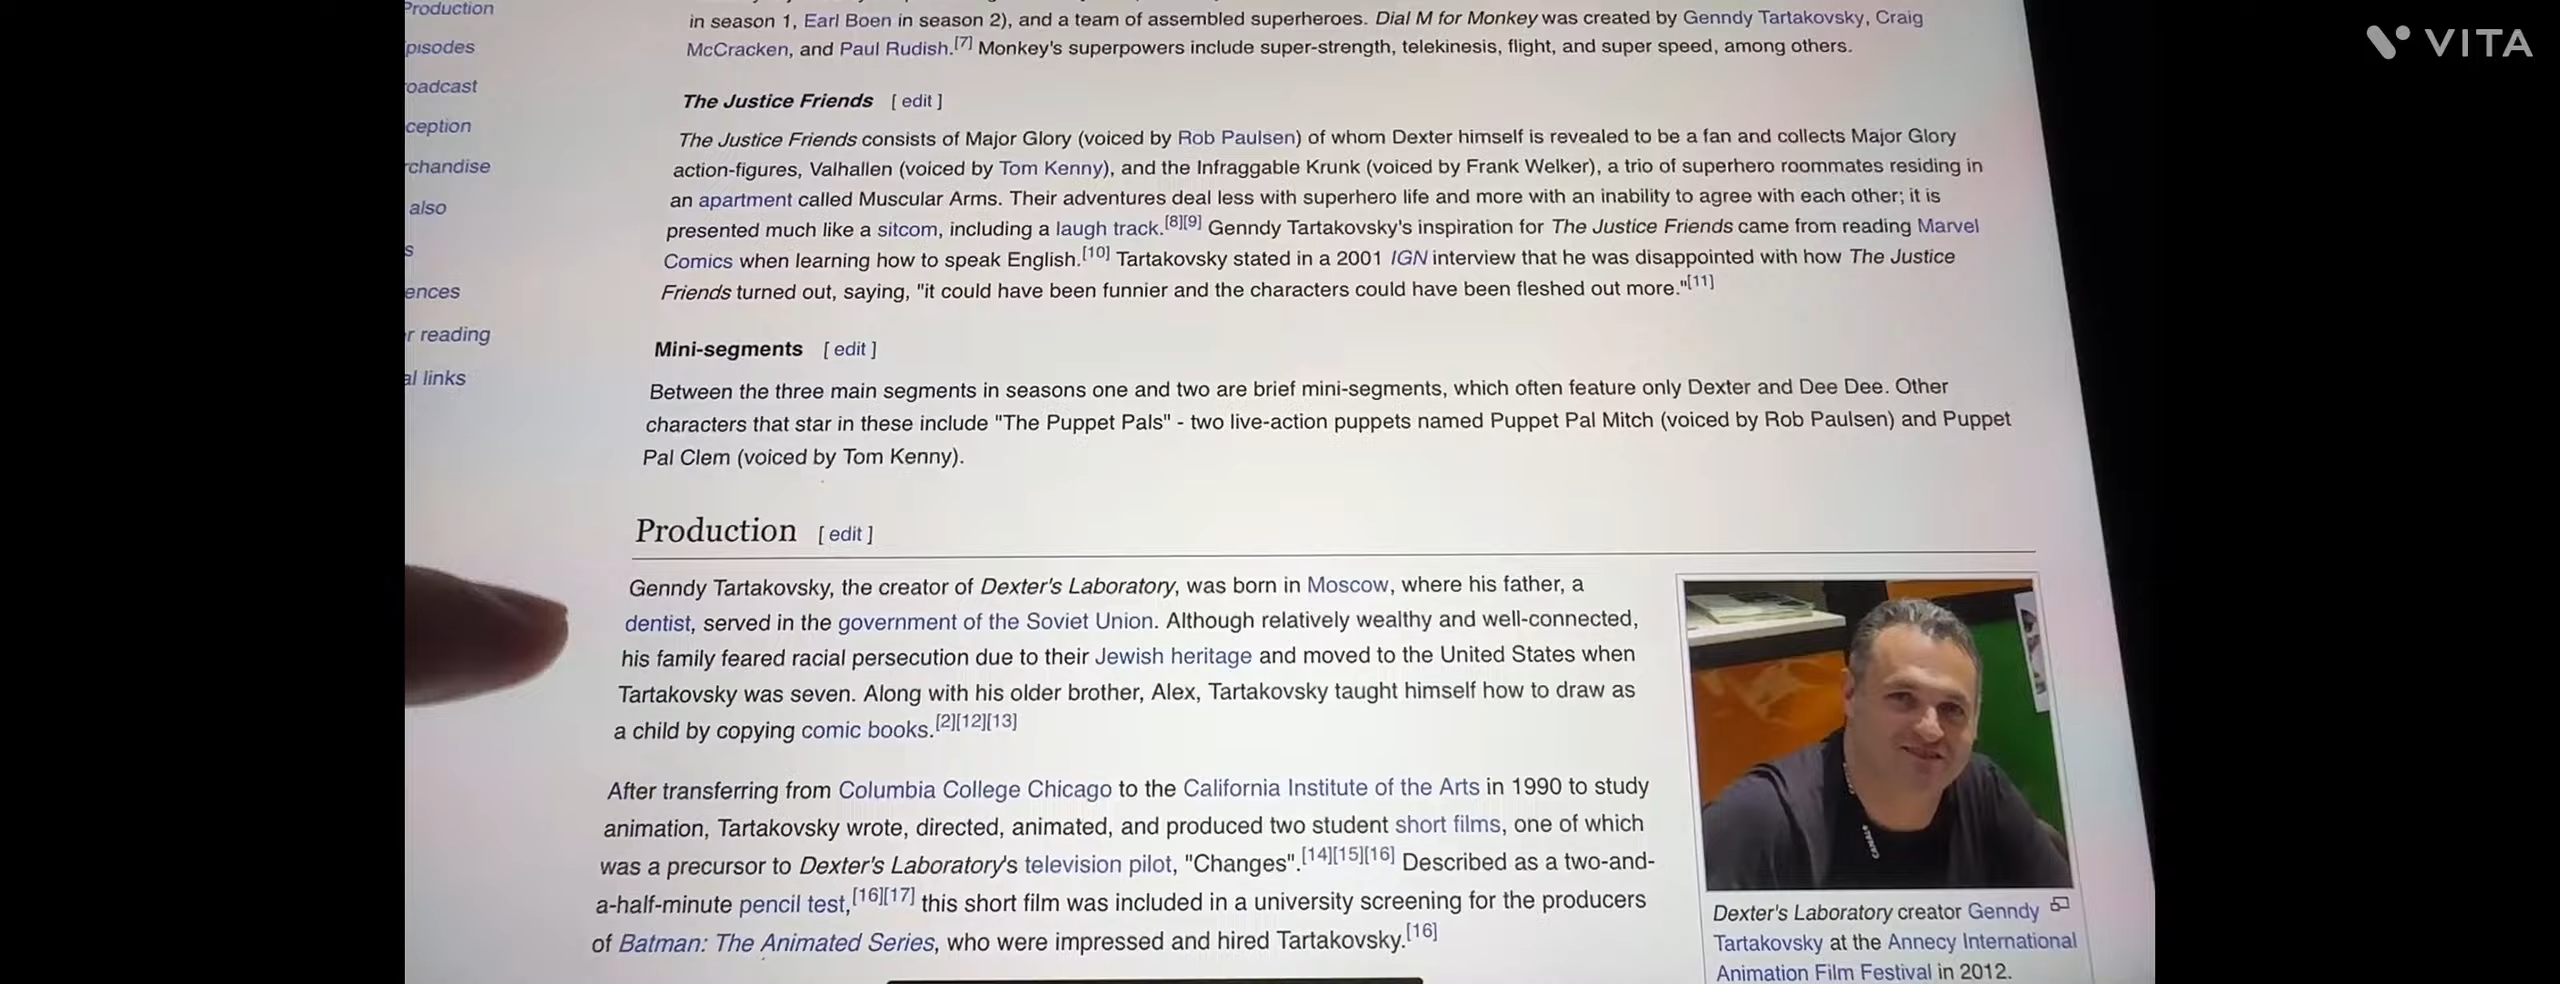 Production
in season 1, Earl Boen in season 2), and a team of assembled superheroes. Dial M for Monkey was created by Genndy Tartakovsky, Craig
McCracken, and Paul Rudish.[7] Monkey's superpowers include super-strength, telekinesis, flight, and super speed, among others.
VITA
pisodes
oadcast
ception
rchandise
also
s
ences
r reading
al links
The Justice Friends [ edit ]
The Justice Friends consists of Major Glory (voiced by Rob Paulsen) of whom Dexter himself is revealed to be a fan and collects Major Glory
action-figures, Valhallen (voiced by Tom Kenny), and the Infraggable Krunk (voiced by Frank Welker), a trio of superhero roommates residing in
an apartment called Muscular Arms. Their adventures deal less with superhero life and more with an inability to agree with each other; it is
presented much like a sitcom, including a laugh track.[8][9] Genndy Tartakovsky's inspiration for The Justice Friends came from reading Marvel
Comics when learning how to speak English.[10] Tartakovsky stated in a 2001 IGN interview that he was disappointed with how The Justice
Friends turned out, saying, "it could have been funnier and the characters could have been fleshed out more."[11]
Mini-segments [ edit ]
Between the three main segments in seasons one and two are brief mini-segments, which often feature only Dexter and Dee Dee. Other
characters that star in these include "The Puppet Pals" - two live-action puppets named Puppet Pal Mitch (voiced by Rob Paulsen) and Puppet
Pal Clem (voiced by Tom Kenny).
Production [ edit ]
Genndy Tartakovsky, the creator of Dexter's Laboratory, was born in Moscow, where his father, a
dentist, served in the government of the Soviet Union. Although relatively wealthy and well-connected,
his family feared racial persecution due to their Jewish heritage and moved to the United States when
Tartakovsky was seven. Along with his older brother, Alex, Tartakovsky taught himself how to draw as
a child by copying comic books.[2][12][13]
After transferring from Columbia College Chicago to the California Institute of the Arts in 1990 to study
animation, Tartakovsky wrote, directed, animated, and produced two student short films, one of which
was a precursor to Dexter's Laboratory's television pilot, "Changes".[14][15][16] Described as a two-and-
a-half-minute pencil test,[16][17] this short film was included in a university screening for the producers
of Batman: The Animated Series, who were impressed and hired Tartakovsky.[16]
Dexter's Laboratory creator Genndy
Tartakovsky at the Annecy International
Animation Film Festival in 2012.